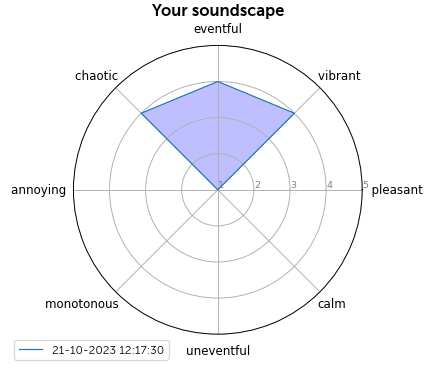 Your soundscape
eventful
chaotic
vibrant
annoying
1
2
3
4
5
pleasant
monotonous
calm
21-10-2023 12:17:30
uneventful